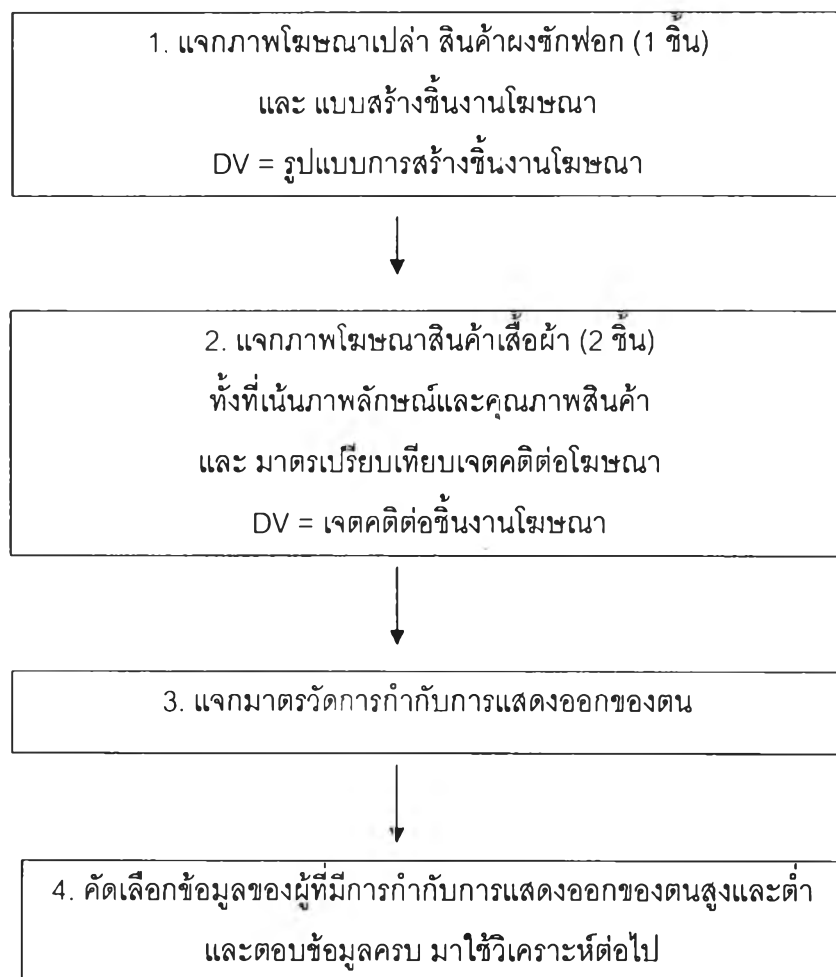 1. แจกภาพโฆษณาเปล่า สินค้าผงซักฟอก (1 ชิ้น)
และ แบบสร้างชิ้นงานโฆษณา
DV = รูปแบบการสร้างชิ้นงานโฆษณา
2. แจกภาพโฆษณาสินค้าเสื้อผ้า (2 ชิ้น)
ทั้งที่เน้นภาพลักษณ์และคุณภาพสินค้า
และ มาตรเปรียบเทียบเจตคติต่อโฆษณา
DV = เจตคติต่อชิ้นงานโฆษณา
3. แจกมาตรวัดการกำกับการแสดงออกของตน
4. คัดเลือกข้อมูลของผู้ที่มีการกำกับการแสดงออกของตนสูงและต่ำ
และตอบข้อมูลครบ มาใช้วิเคราะห์ต่อไป